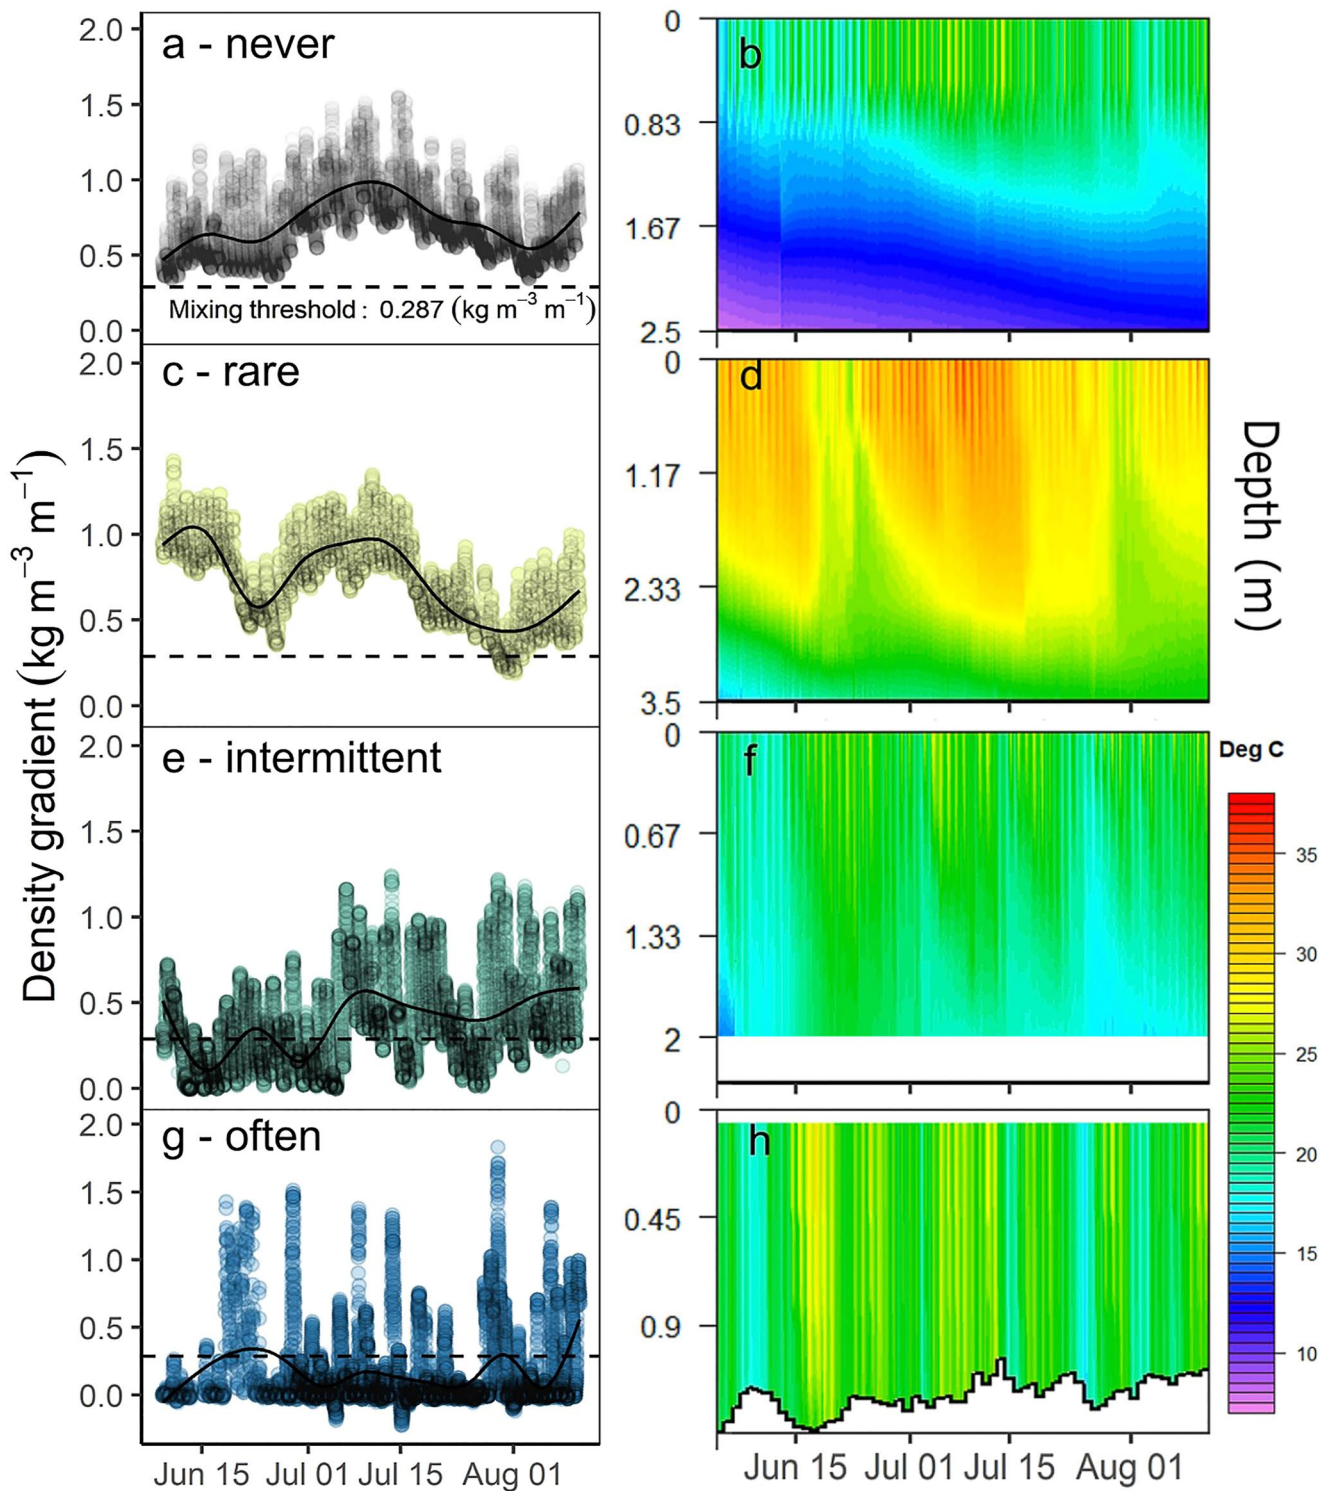 Density gradient (kg m−3 m−1)
a - never
2.0
1.5
1.0
0.5
0.0
Mixing threshold : 0.287 (kg m−3 m−1)
b
0
0.83
1.67
2.5
c - rare
2.0
1.5
1.0
0.5
0.0
d
0
1.17
2.33
3.5
Depth (m)
e - intermittent
2.0
1.5
1.0
0.5
0.0
f
0
0.67
1.33
2
Deg C
35
30
25
20
15
10
g - often
2.0
1.5
1.0
0.5
0.0
h
0
0.45
0.9
Jun 15 Jul 01 Jul 15 Aug 01
Jun 15 Jul 01 Jul 15 Aug 01